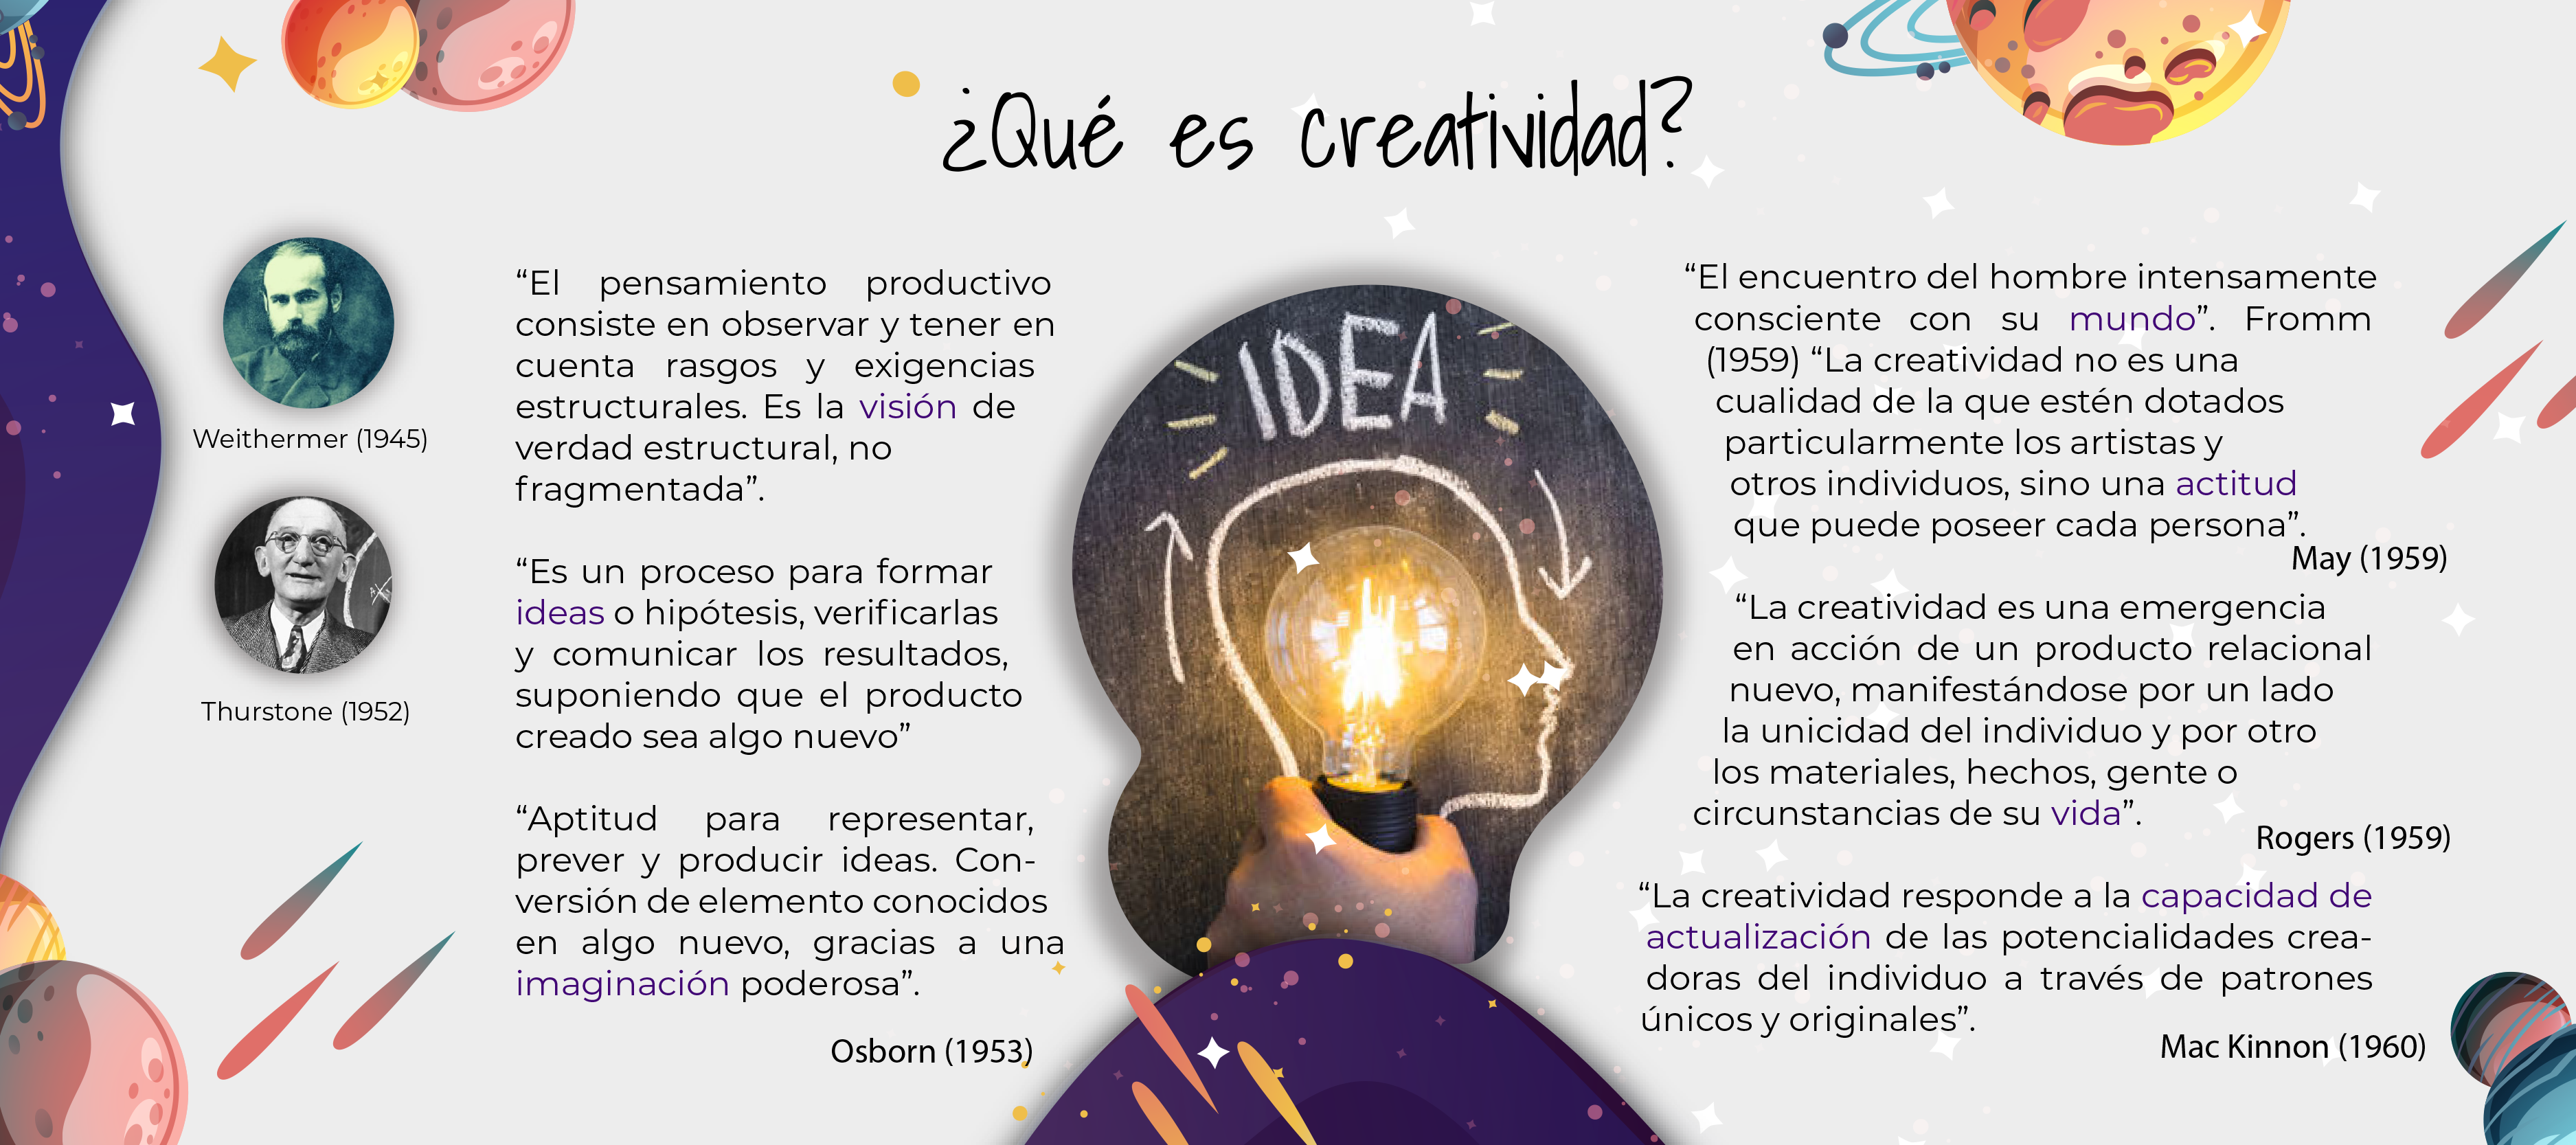 ¿Qué es creatividad?
Weithermer (1945)
Thurstone (1952)
“El pensamiento productivo
consiste en observar y tener en
cuenta rasgos y exigencias
estructurales. Es la visión de
verdad estructural, no
fragmentada”.
“Es un proceso para formar
ideas o hipótesis, verificarlas
y comunicar los resultados,
suponiendo que el producto
creado sea algo nuevo”
“Aptitud para representar,
prever y producir ideas. Con-
versión de elemento conocidos
en algo nuevo, gracias a una
imaginación poderosa”.
Osborn (1953)
IDEA
“El encuentro del hombre intensamente
consciente con su mundo”. Fromm
(1959) “La creatividad no es una
cualidad de la que estén dotados
particularmente los artistas y
otros individuos, sino una actitud
que puede poseer cada persona”.
May (1959)
“La creatividad es una emergencia
en acción de un producto relacional
nuevo, manifestándose por un lado
la unicidad del individuo y por otro
los materiales, hechos, gente o
circunstancias de su vida”.
Rogers (1959)
“La creatividad responde a la capacidad de
actualización de las potencialidades crea-
doras del individuo a través de patrones
únicos y originales”.
Mac Kinnon (1960)